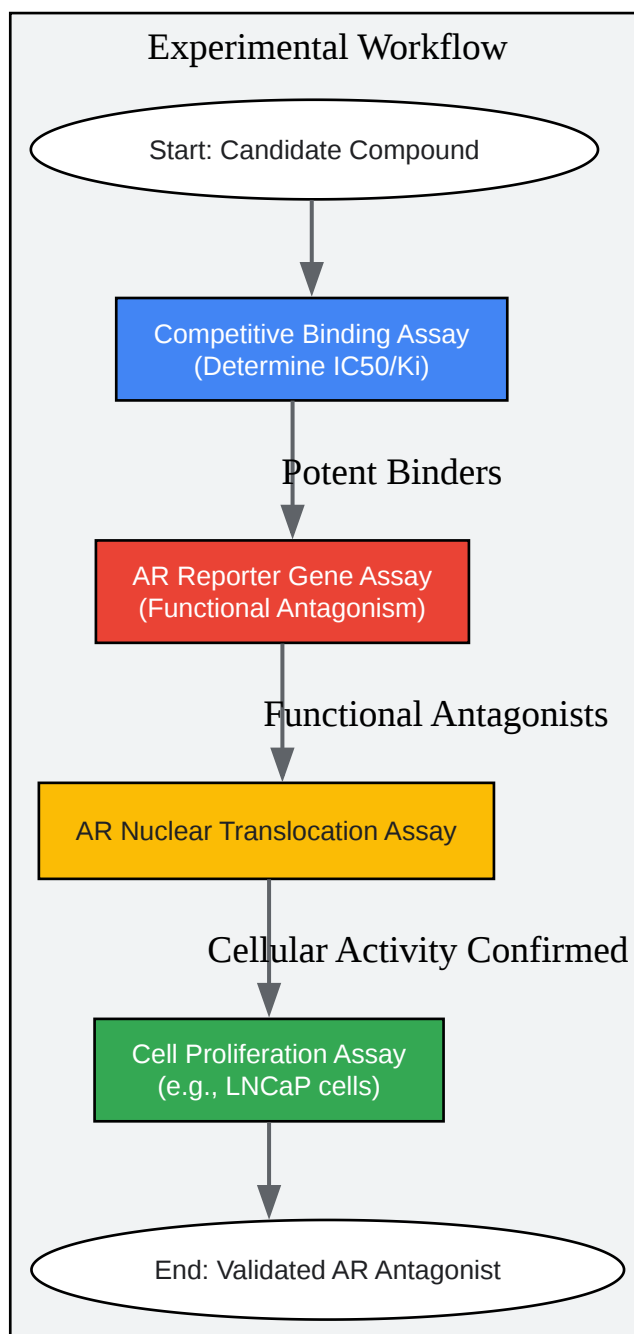 Experimental Workflow
Start: Candidate Compound
Competitive Binding Assay
(Determine IC50/Ki)
Potent Binders
AR Reporter Gene Assay
(Functional Antagonism)
Functional Antagonists
AR Nuclear Translocation Assay
Cellular Activity Confirmed
Cell Proliferation Assay
(e.g., LNCaP cells)
End: Validated AR Antagonist